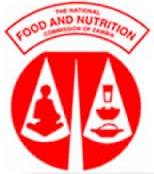 THE NATIONAL
FOOD AND NUTRITION
COMMISSION OF ZAMBIA